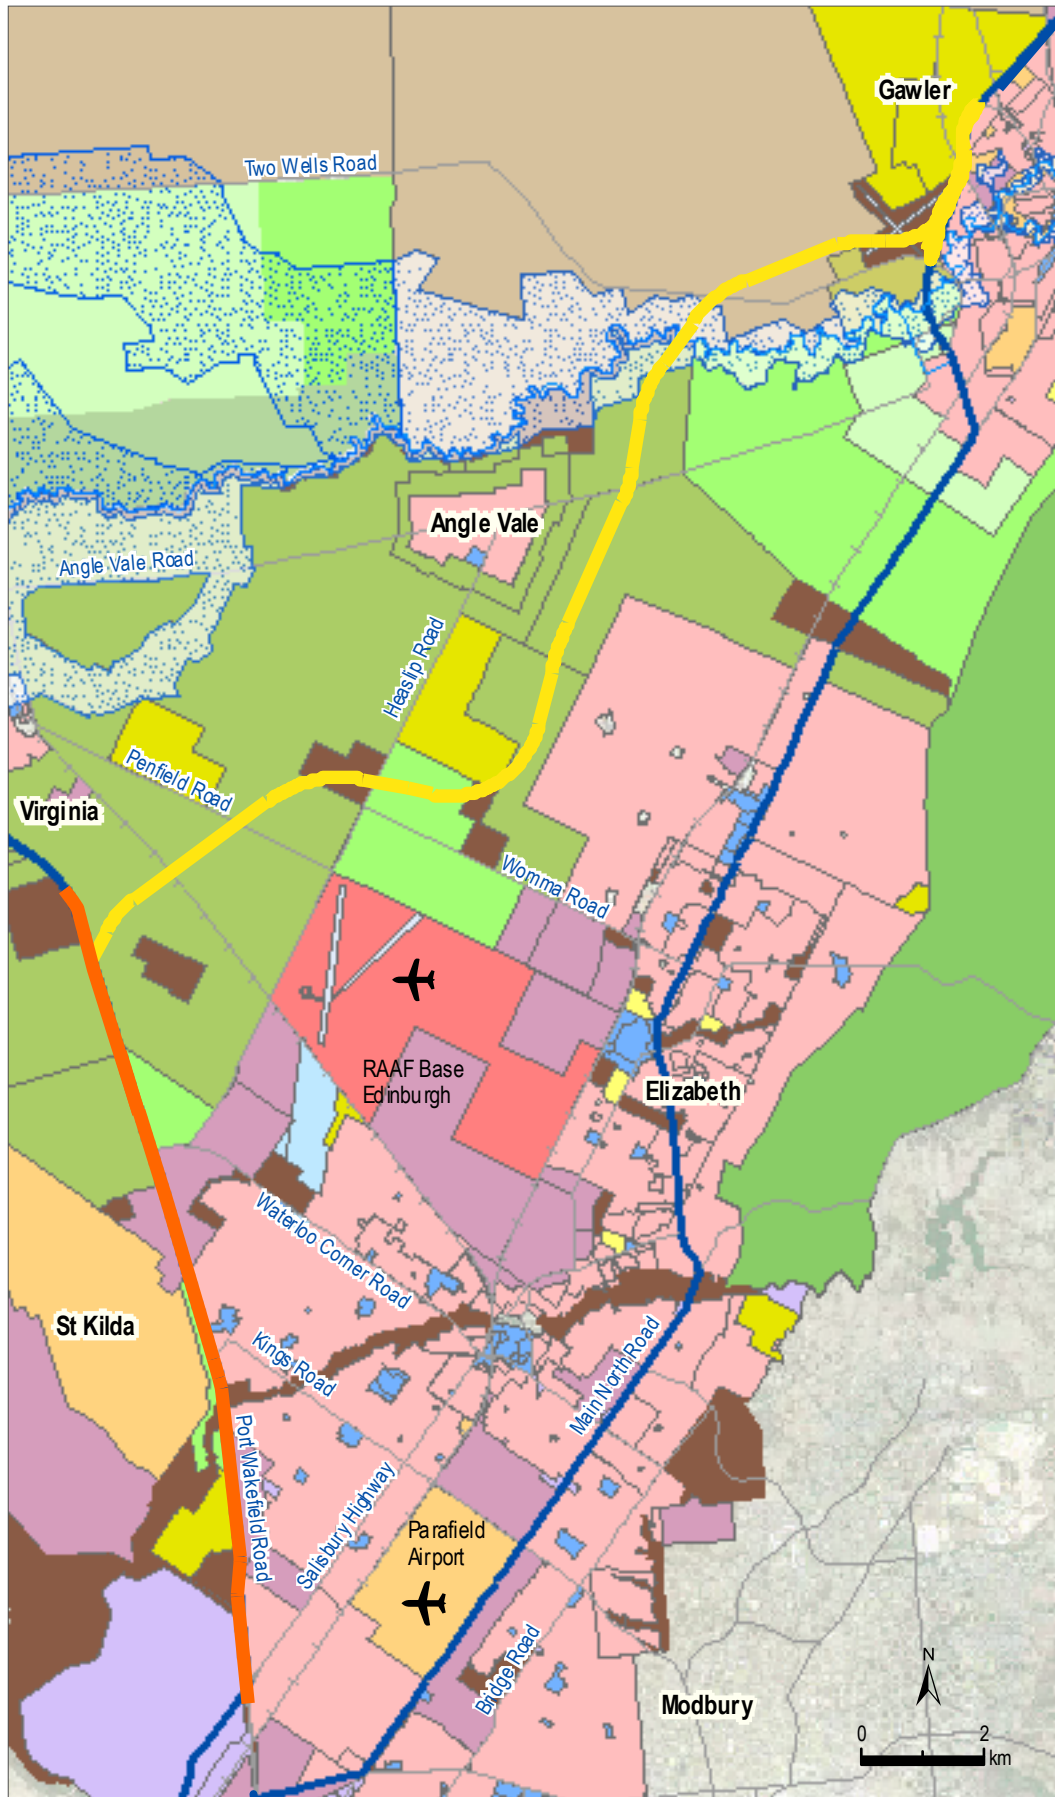 Gawler
Two Wells Road
Angle Vale
Angle Vale Road
Heaslip Road
Penfield Road
Virginia
Womma Road
RAAF Base
Edinburgh
Elizabeth
Waterloo Corner Road
St Kilda
Kings Road
Main North Road
Port Wakefield Road
Salisbury Highway
Parafield
Airport
Bridge Road
Modbury
N
0 2
km